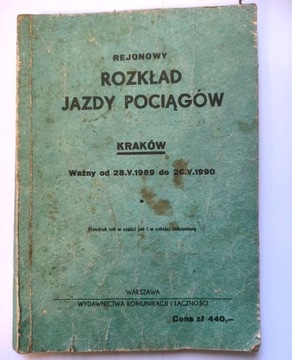 REJONOWY
ROZKŁAD
JAZDY POCIĄGÓW
KRAKÓW
Ważny od 28.V.1989 do 26.V.1990
Przedruk tak w części jak i w całości zabroniony
WARSZAWA
WYDAWNICTWA KOMUNIKACJI I ŁĄCZNOŚCI
Cena zł 440,—